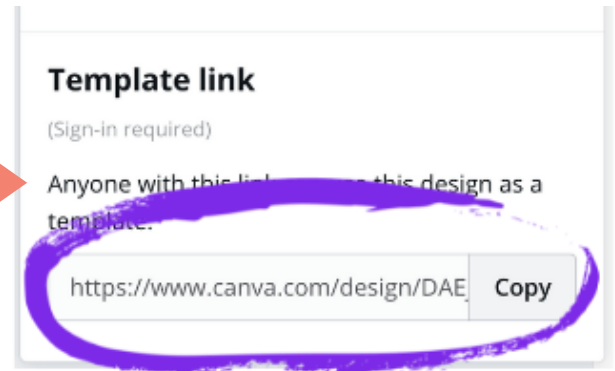 Template link
(Sign-in required)
Anyone with this link this design as a
template.
https://www.canva.com/design/DAE
Copy